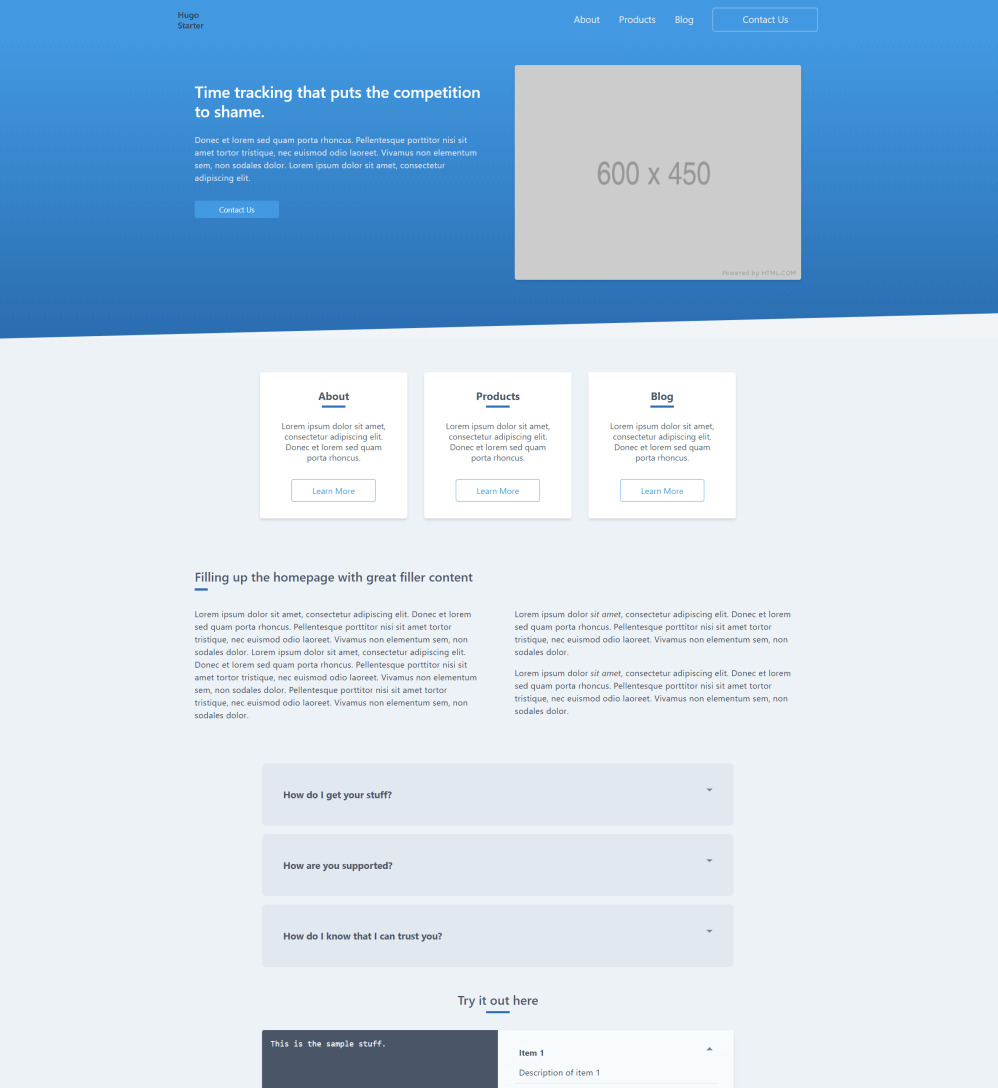 Hugo
Starter
About
Products
Blog
Contact Us
Time tracking that puts the competition
to shame.
Donec et lorem sed quam porta rhoncus. Pellentesque porttitor nisi sit
amet tortor tristique, nec euismod odio laoreet. Vivamus non elementum
sem, non sodales dolor. Lorem ipsum dolor sit amet, consectetur
adipiscing elit.
Contact Us
600 x 450
Powered by HTML.COM
About
Lorem ipsum dolor sit amet,
consectetur adipiscing elit.
Donec et lorem sed quam
porta rhoncus.
Learn More
Products
Lorem ipsum dolor sit amet,
consectetur adipiscing elit.
Donec et lorem sed quam
porta rhoncus.
Learn More
Blog
Lorem ipsum dolor sit amet,
consectetur adipiscing elit.
Donec et lorem sed quam
porta rhoncus.
Learn More
Filling up the homepage with great filler content
Lorem ipsum dolor sit amet, consectetur adipiscing elit. Donec et lorem
sed quam porta rhoncus. Pellentesque porttitor nisi sit amet tortor
tristique, nec euismod odio laoreet. Vivamus non elementum sem, non
sodales dolor. Lorem ipsum dolor sit amet, consectetur adipiscing elit.
Donec et lorem sed quam porta rhoncus. Pellentesque porttitor nisi sit
amet tortor tristique, nec euismod odio laoreet. Vivamus non elementum
sem, non sodales dolor. Pellentesque porttitor nisi sit amet tortor
tristique, nec euismod odio laoreet. Vivamus non elementum sem, non
sodales dolor.
Lorem ipsum dolor sit amet, consectetur adipiscing elit. Donec et lorem
sed quam porta rhoncus. Pellentesque porttitor nisi sit amet tortor
tristique, nec euismod odio laoreet. Vivamus non elementum sem, non
sodales dolor.
Lorem ipsum dolor sit amet, consectetur adipiscing elit. Donec et lorem
sed quam porta rhoncus. Pellentesque porttitor nisi sit amet tortor
tristique, nec euismod odio laoreet. Vivamus non elementum sem, non
sodales dolor.
How do I get your stuff?
How are you supported?
How do I know that I can trust you?
Try it out here
This is the sample stuff.
Item 1
Description of item 1